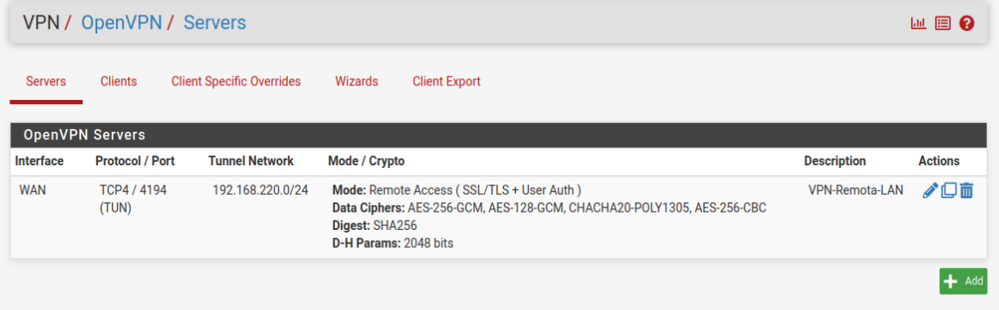 VPN / OpenVPN / Servers
Servers Clients Client Specific Overrides Wizards Client Export
OpenVPN Servers
Interface Protocol / Port Tunnel Network Mode / Crypto Description Actions
WAN TCP4 / 4194 192.168.220.0/24 Mode: Remote Access ( SSL/TLS + User Auth ) VPN-Remota-LAN
(TUN) Data Ciphers: AES-256-GCM, AES-128-GCM, CHACHA20-POLY1305, AES-256-CBC
Digest: SHA256
D-H Params: 2048 bits
Add